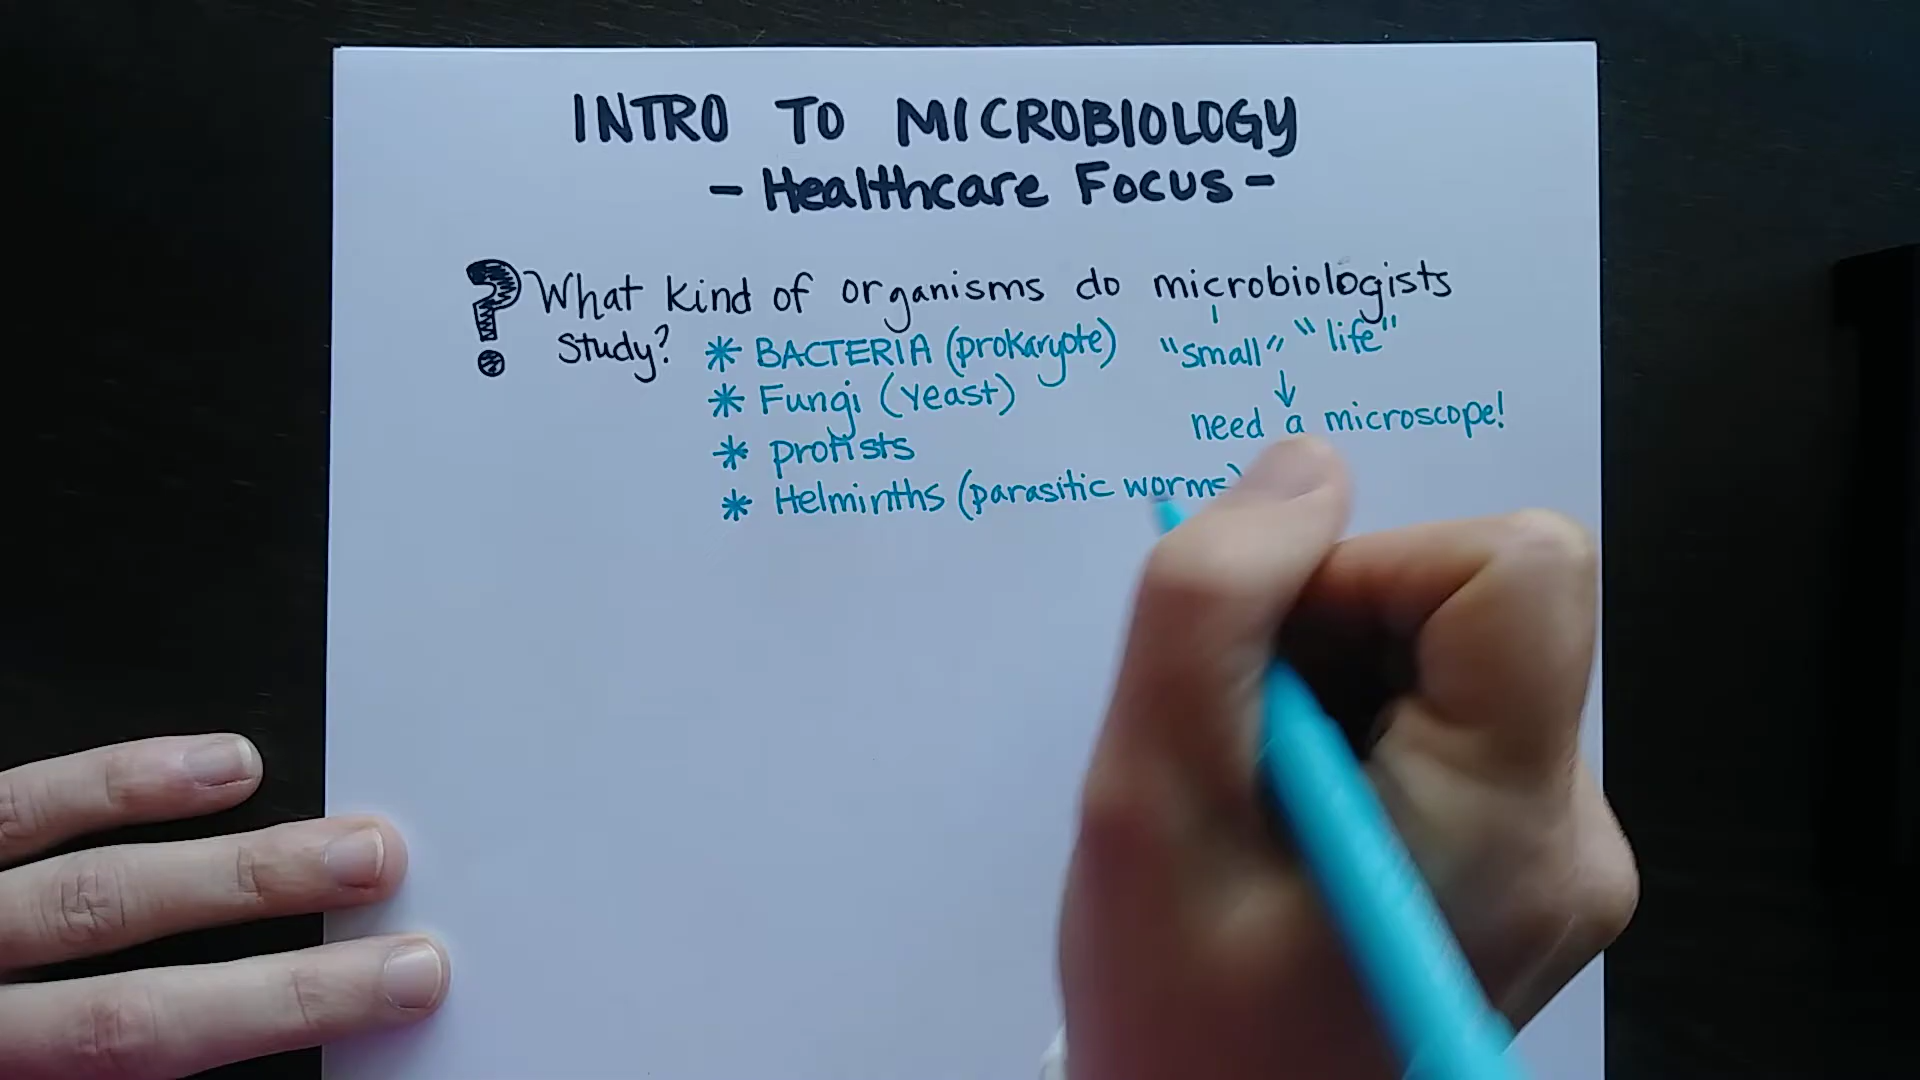 INTRO TO MICROBIOLOGY
- Healthcare Focus -
? What kind of organisms do microbiologists
study? * BACTERIA (prokaryote) "small" "life"
* Fungi (yeast)
need a microscope!
* protists
* Helminths (parasitic worms)